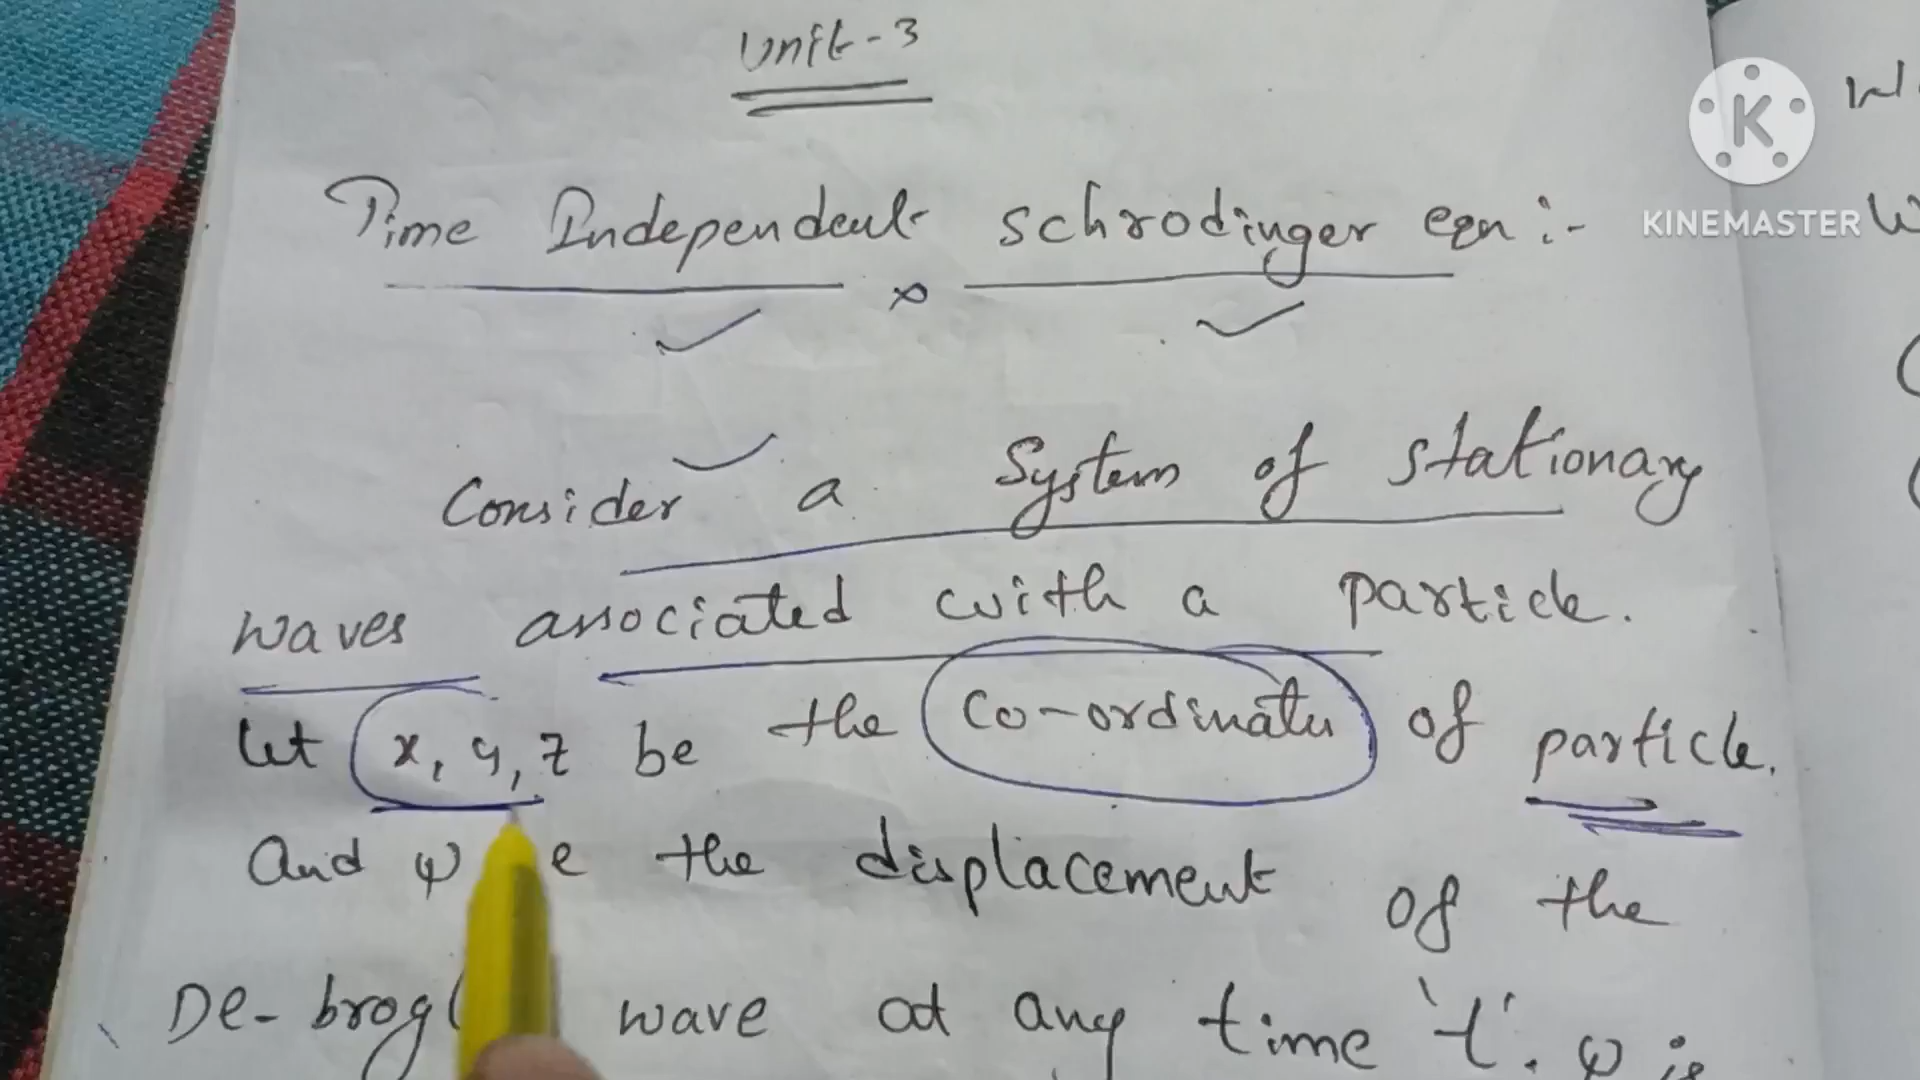 Unit-3
Time Independent schrodinger eqn :-
Consider a System of stationary
waves associated with a particle.
let x, y, z be the co-ordinates of particle.
And ψ the displacement of the
De-brog wave at any time 't'. ψ is
K
KINEMASTER